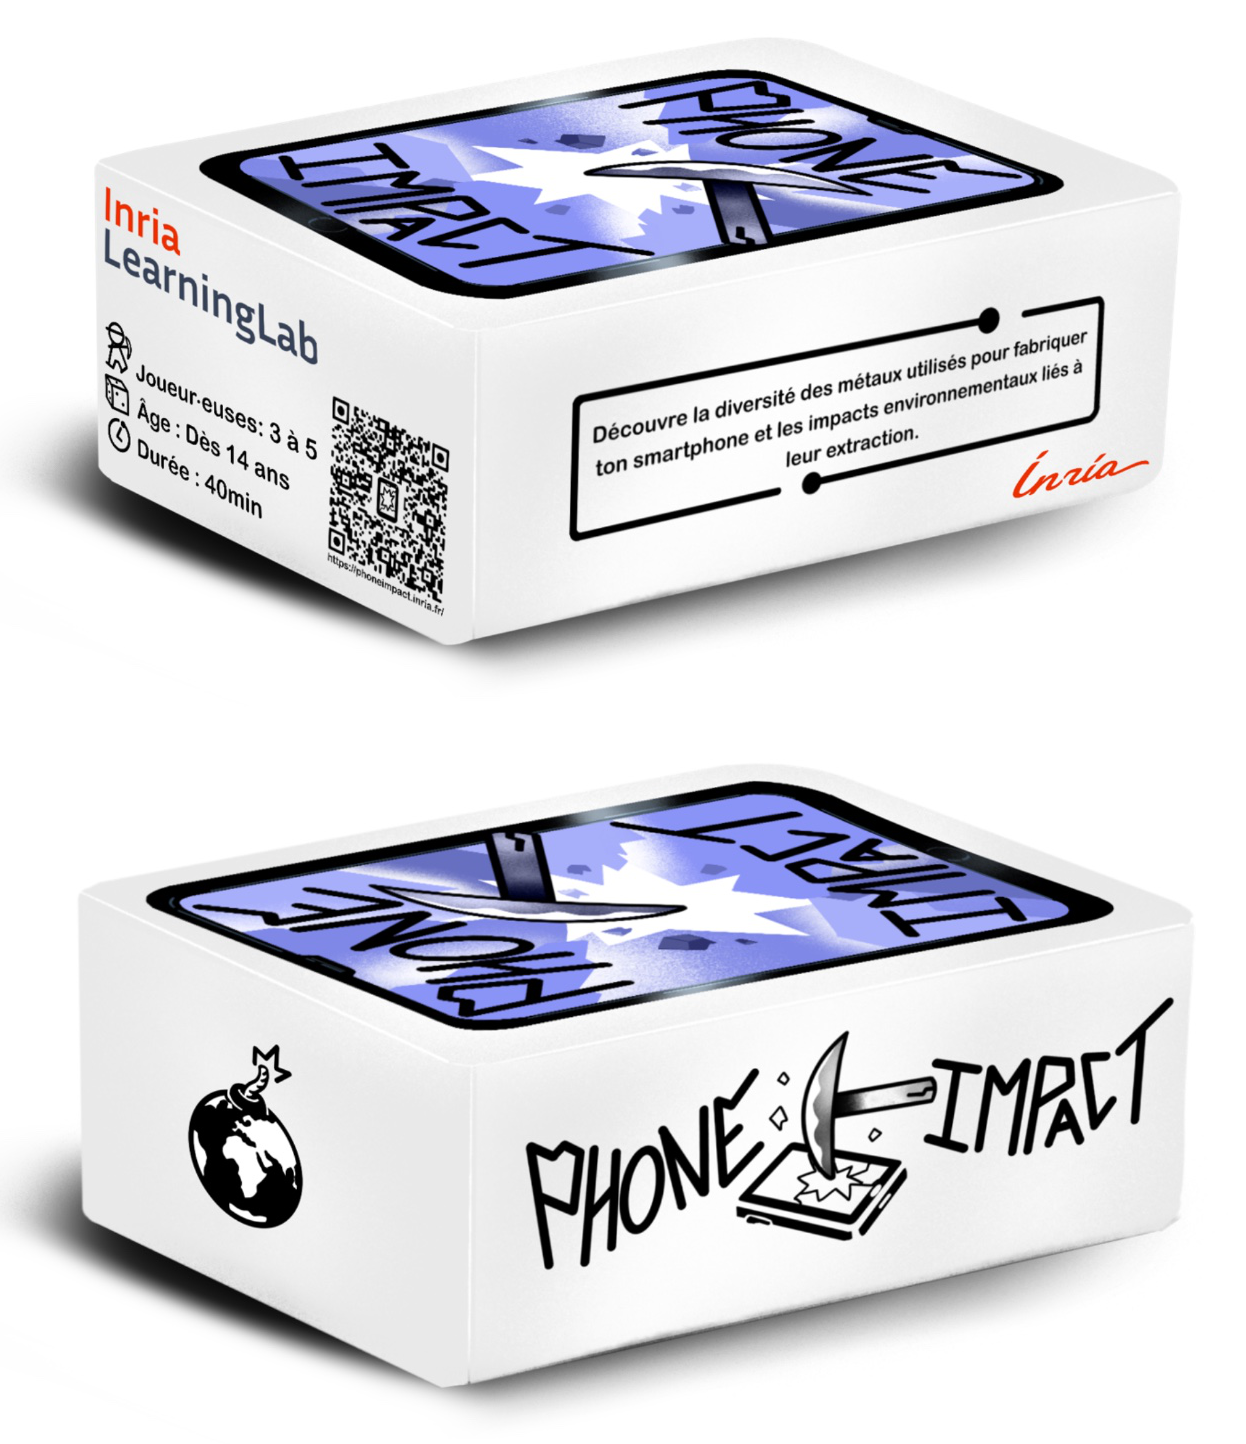 PHONE
IMPACT
Inria
LearningLab
Joueur·euses: 3 à 5
Âge : Dès 14 ans
Durée : 40min
https://phoneimpact.inria.fr/
Découvre la diversité des métaux utilisés pour fabriquer
ton smartphone et les impacts environnementaux liés à
leur extraction.
Inria
IMPACT
PHONE
PHONE IMPACT